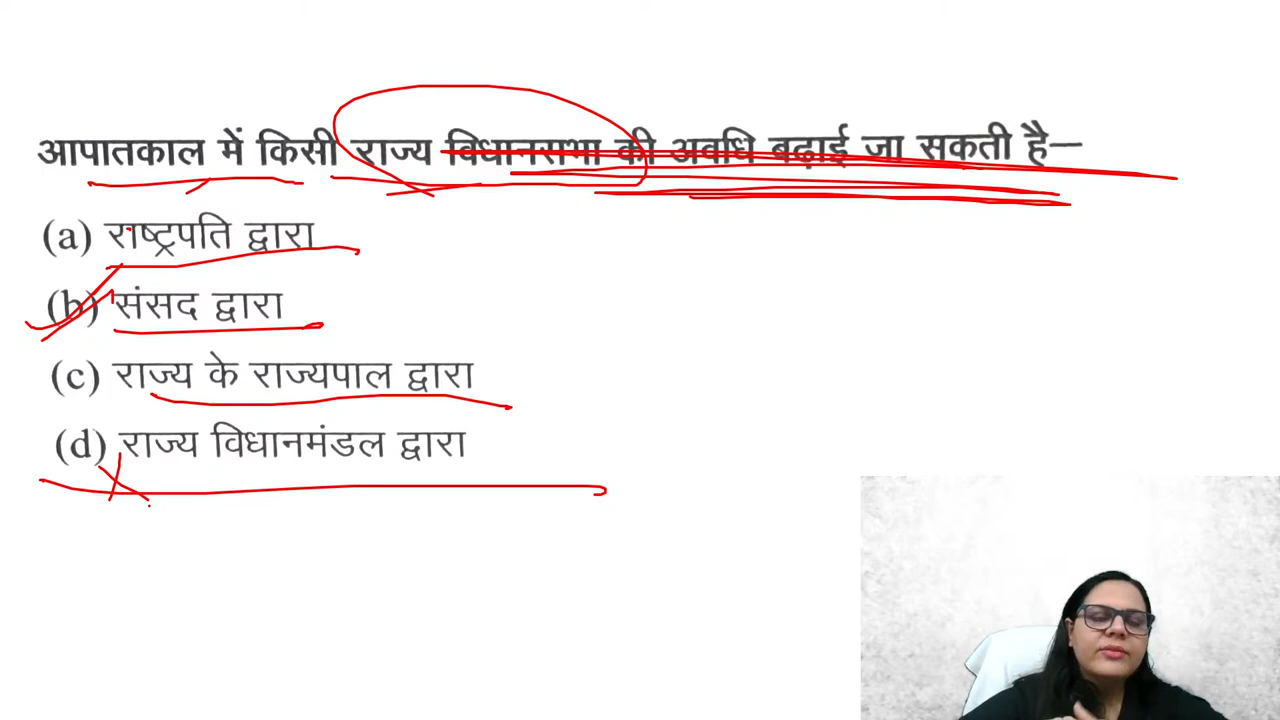 आपातकाल में किसी राज्य विधानसभा की अवधि बढ़ाई जा सकती है—
(a) राष्ट्रपति द्वारा
(b) संसद द्वारा
(c) राज्य के राज्यपाल द्वारा
(d) राज्य विधानमंडल द्वारा